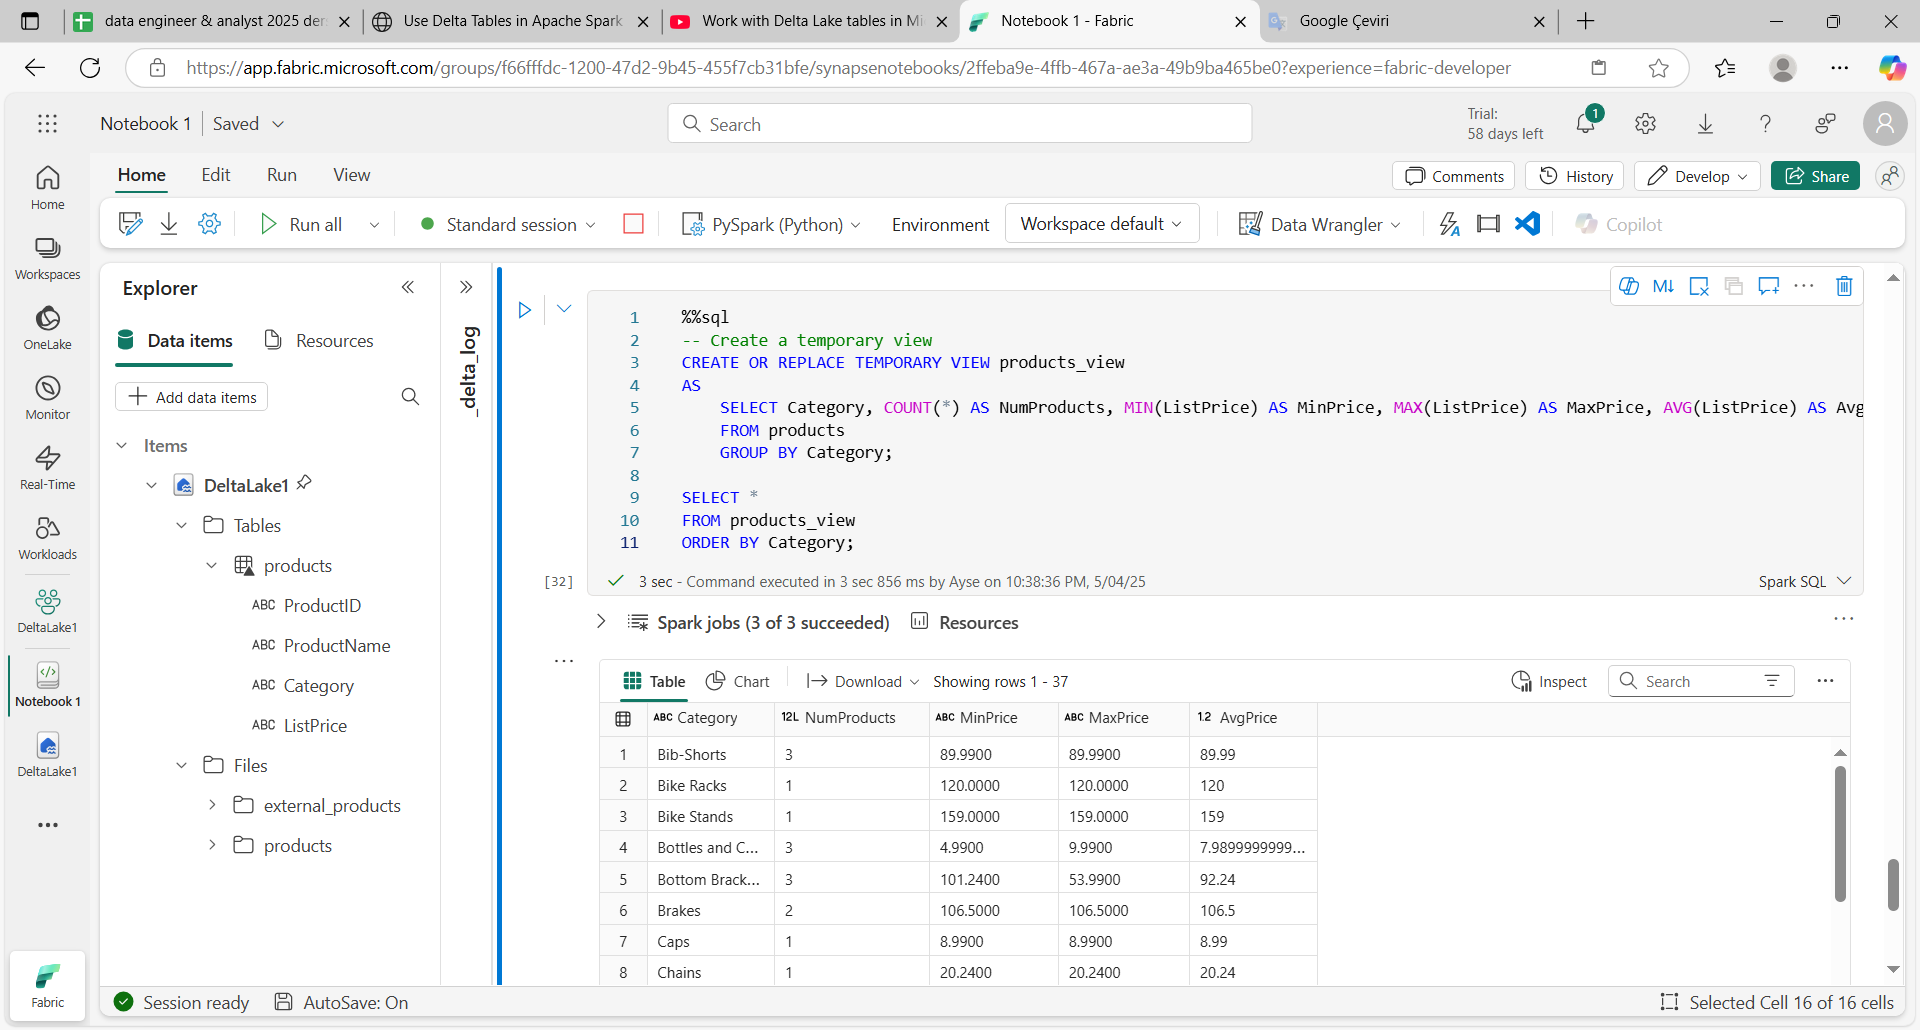 data engineer & analyst 2025 der
Use Delta Tables in Apache Spark
Work with Delta Lake tables in Mi
Notebook 1 - Fabric
Google Çeviri
https://app.fabric.microsoft.com/groups/f66fffdc-1200-47d2-9b45-455f7cb31bfe/synapsenotebooks/2ffeba9e-4ffb-467a-ae3a-49b9ba465be0?experience=fabric-developer
Notebook 1
Saved
Search
Trial:
58 days left
1
Home
Edit
Run
View
Comments
History
Develop
Share
Run all
Standard session
PySpark (Python)
Environment
Workspace default
Data Wrangler
Copilot
Home
Workspaces
OneLake
Monitor
Real-Time
Workloads
DeltaLake1
Notebook 1
DeltaLake1
Fabric
Explorer
Data items
Resources
Add data items
Items
DeltaLake1
Tables
products
ABC ProductID
ABC ProductName
ABC Category
ABC ListPrice
Files
external_products
products
_delta_log
M↓
1 %%sql
2 -- Create a temporary view
3 CREATE OR REPLACE TEMPORARY VIEW products_view
4 AS
5 SELECT Category, COUNT(*) AS NumProducts, MIN(ListPrice) AS MinPrice, MAX(ListPrice) AS MaxPrice, AVG(ListPrice) AS Avg
6 FROM products
7 GROUP BY Category;
8
9 SELECT *
10 FROM products_view
11 ORDER BY Category;
[32]
3 sec - Command executed in 3 sec 856 ms by Ayse on 10:38:36 PM, 5/04/25
Spark SQL
Spark jobs (3 of 3 succeeded)
Resources
Table
Chart
Download
Showing rows 1 - 37
Inspect
Search
ABC Category 12L NumProducts ABC MinPrice ABC MaxPrice 1.2 AvgPrice
1 Bib-Shorts 3 89.9900 89.9900 89.99
2 Bike Racks 1 120.0000 120.0000 120
3 Bike Stands 1 159.0000 159.0000 159
4 Bottles and C... 3 4.9900 9.9900 7.9899999999...
5 Bottom Brack... 3 101.2400 53.9900 92.24
6 Brakes 2 106.5000 106.5000 106.5
7 Caps 1 8.9900 8.9900 8.99
8 Chains 1 20.2400 20.2400 20.24
Session ready
AutoSave: On
Selected Cell 16 of 16 cells